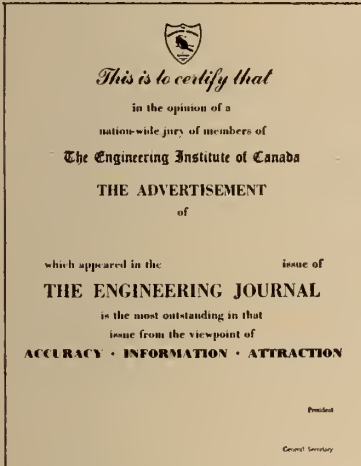 This is to certify that
in the opinion of a
nation-wide jury of members of
The Engineering Institute of Canada
THE ADVERTISEMENT
of
which appeared in the issue of
THE ENGINEERING JOURNAL
is the most outstanding in that
issue from the viewpoint of
ACCURACY · INFORMATION · ATTRACTION
President
General Secretary